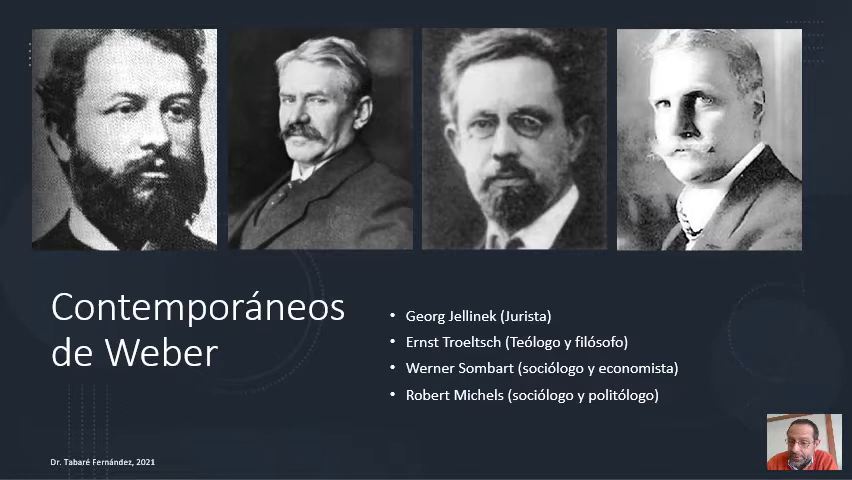 Contemporáneos
de Weber
• Georg Jellinek (Jurista)
• Ernst Troeltsch (Teólogo y filósofo)
• Werner Sombart (sociólogo y economista)
• Robert Michels (sociólogo y politólogo)
Dr. Tabaré Fernández, 2021